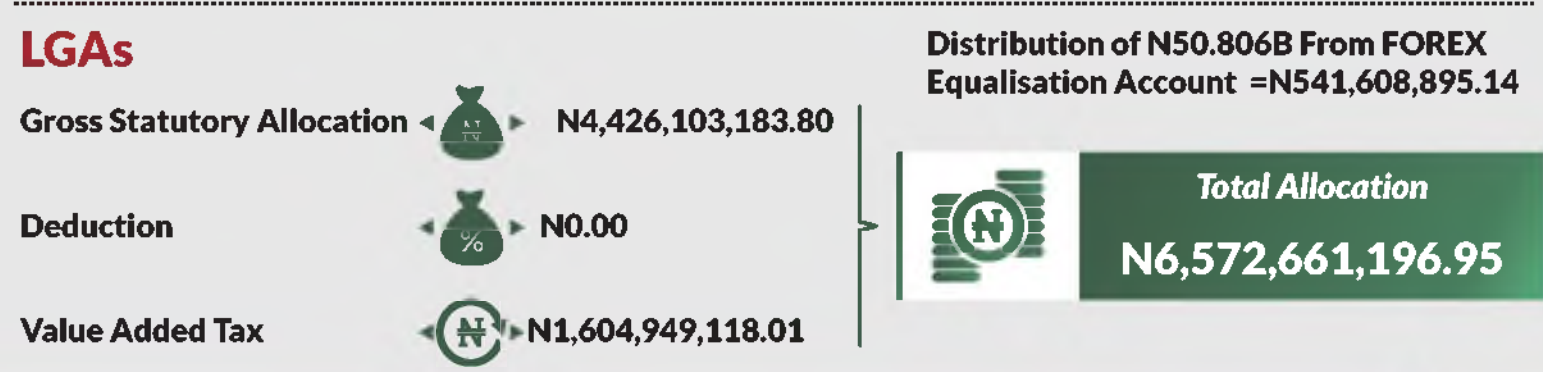 LGAs
Gross Statutory Allocation
N4,426,103,183.80
Deduction
%
N0.00
Value Added Tax
N
N1,604,949,118.01
Distribution of N50.806B From FOREX
Equalisation Account =N541,608,895.14
N
Total Allocation
N6,572,661,196.95